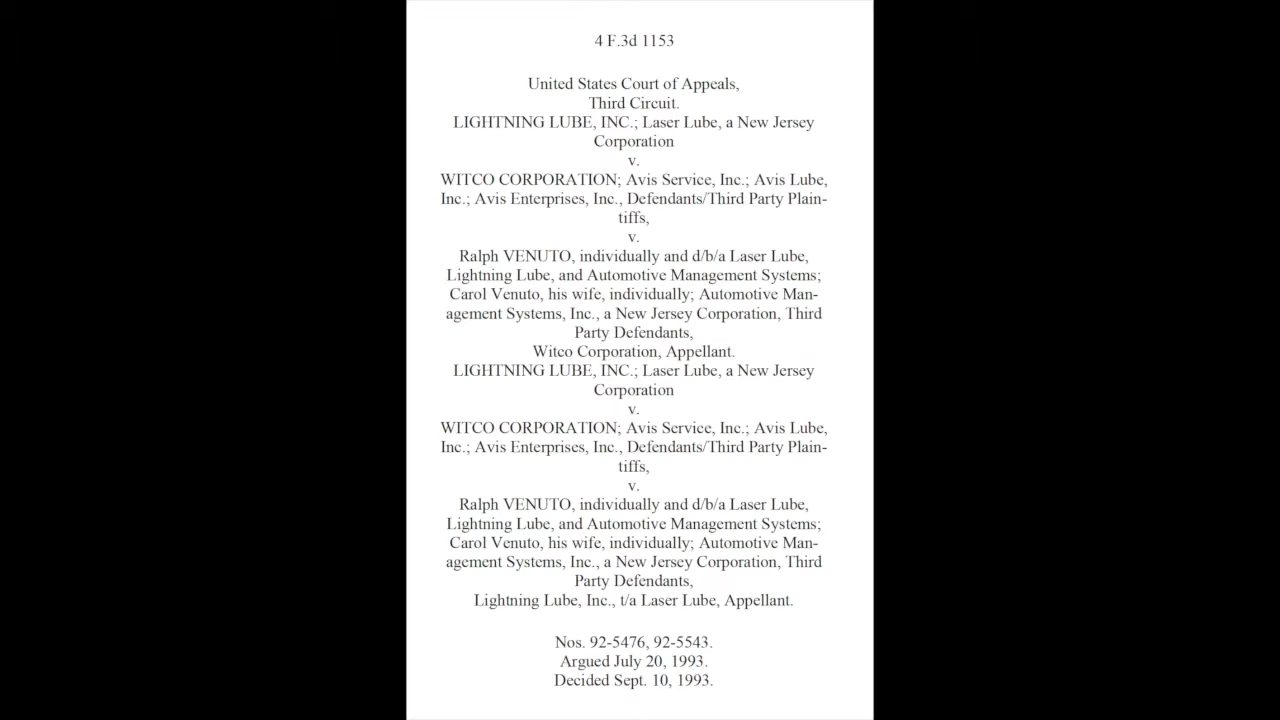 4 F.3d 1153
United States Court of Appeals,
Third Circuit.
LIGHTNING LUBE, INC.; Laser Lube, a New Jersey
Corporation
v.
WITCO CORPORATION; Avis Service, Inc.; Avis Lube,
Inc.; Avis Enterprises, Inc., Defendants/Third Party Plain-
tiffs,
v.
Ralph VENUTO, individually and d/b/a Laser Lube,
Lightning Lube, and Automotive Management Systems;
Carol Venuto, his wife, individually; Automotive Man-
agement Systems, Inc., a New Jersey Corporation, Third
Party Defendants,
Witco Corporation, Appellant.
LIGHTNING LUBE, INC.; Laser Lube, a New Jersey
Corporation
v.
WITCO CORPORATION; Avis Service, Inc.; Avis Lube,
Inc.; Avis Enterprises, Inc., Defendants/Third Party Plain-
tiffs,
v.
Ralph VENUTO, individually and d/b/a Laser Lube,
Lightning Lube, and Automotive Management Systems;
Carol Venuto, his wife, individually; Automotive Man-
agement Systems, Inc., a New Jersey Corporation, Third
Party Defendants,
Lightning Lube, Inc., t/a Laser Lube, Appellant.
Nos. 92-5476, 92-5543.
Argued July 20, 1993.
Decided Sept. 10, 1993.